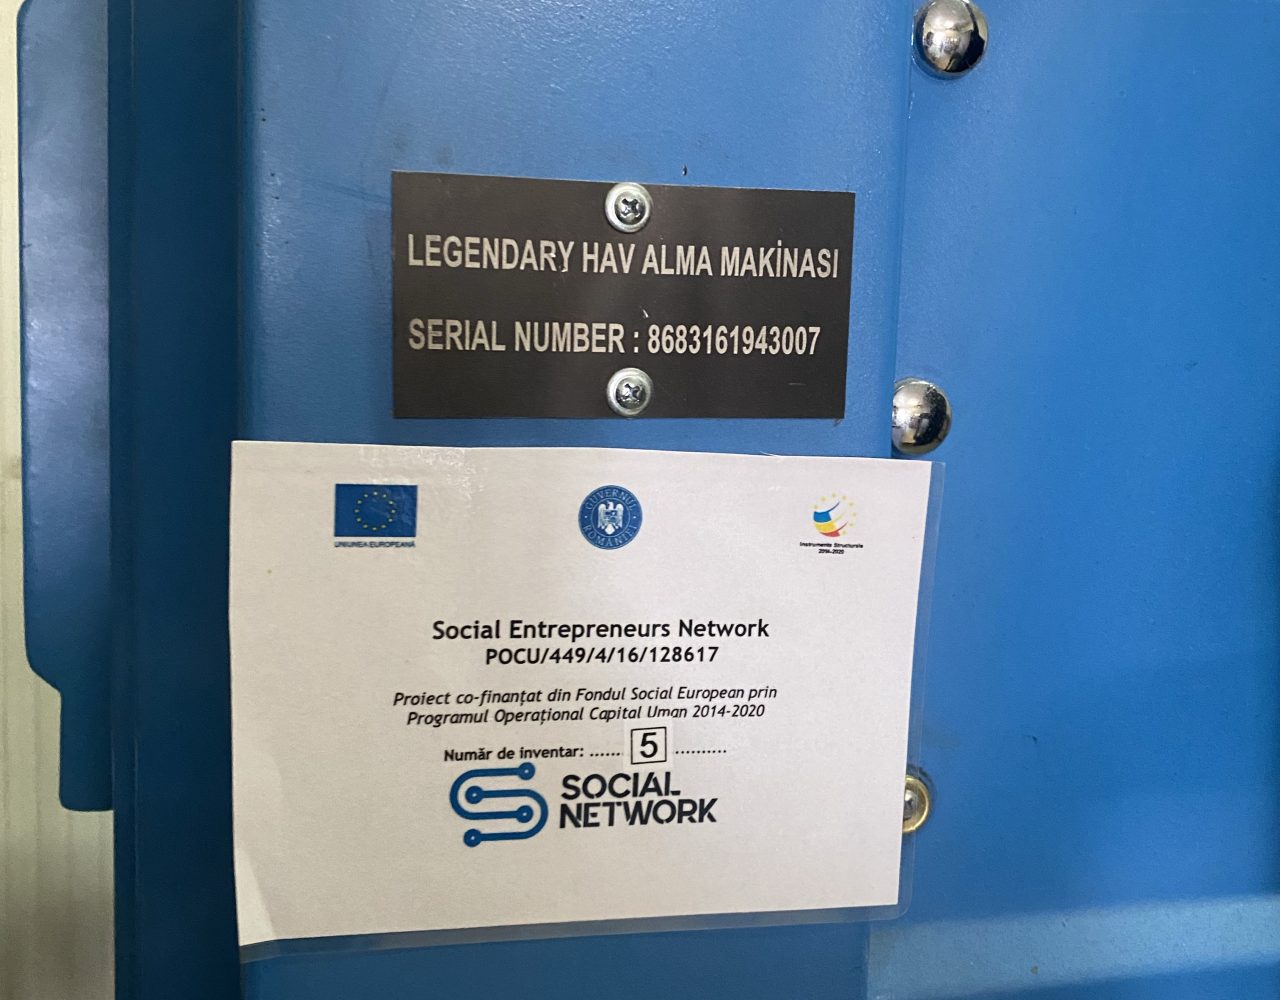 LEGENDARY HAV ALMA MAKİNASI
SERIAL NUMBER : 8683161943007
UNIUNEA EUROPEANĂ
GUVERNUL ROMÂNIEI
Instrumente Structurale
2014-2020
Social Entrepreneurs Network
POCU/449/4/16/128617
Proiect co-finanțat din Fondul Social European prin
Programul Operațional Capital Uman 2014-2020
Număr de inventar: ...... 5 ..........
SOCIAL
NETWORK